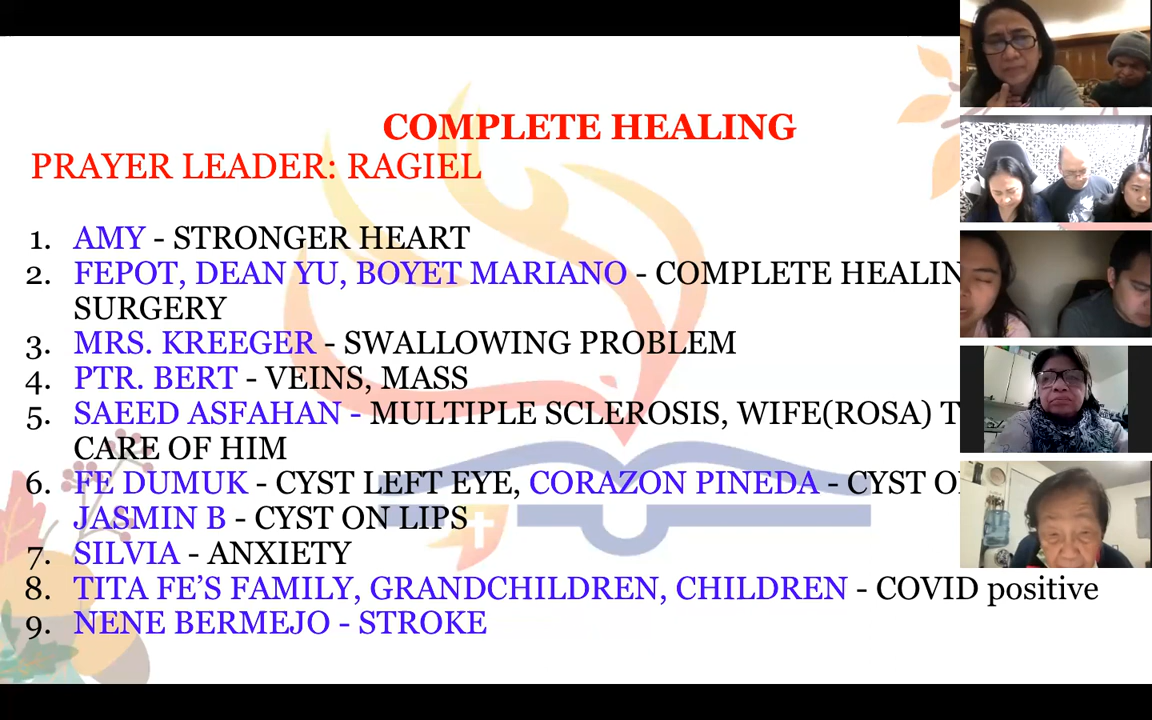 COMPLETE HEALING
PRAYER LEADER: RAGIEL
1. AMY - STRONGER HEART
2. FEPOT, DEAN YU, BOYET MARIANO - COMPLETE
SURGERY
3. MRS. KREEGER - SWALLOWING PROBLEM
4. PTR. BERT - VEINS, MASS
5. SAEED ASFAHAN - MULTIPLE SCLEROSIS, WIFE(ROSA)
CARE OF HIM
6. FE DUMUK - CYST LEFT EYE, CORAZON PINEDA - CYST
JASMIN B - CYST ON LIPS
7. SILVIA - ANXIETY
8. TITA FE’S FAMILY, GRANDCHILDREN, CHILDREN - COVID positive
9. NENE BERMEJO - STROKE